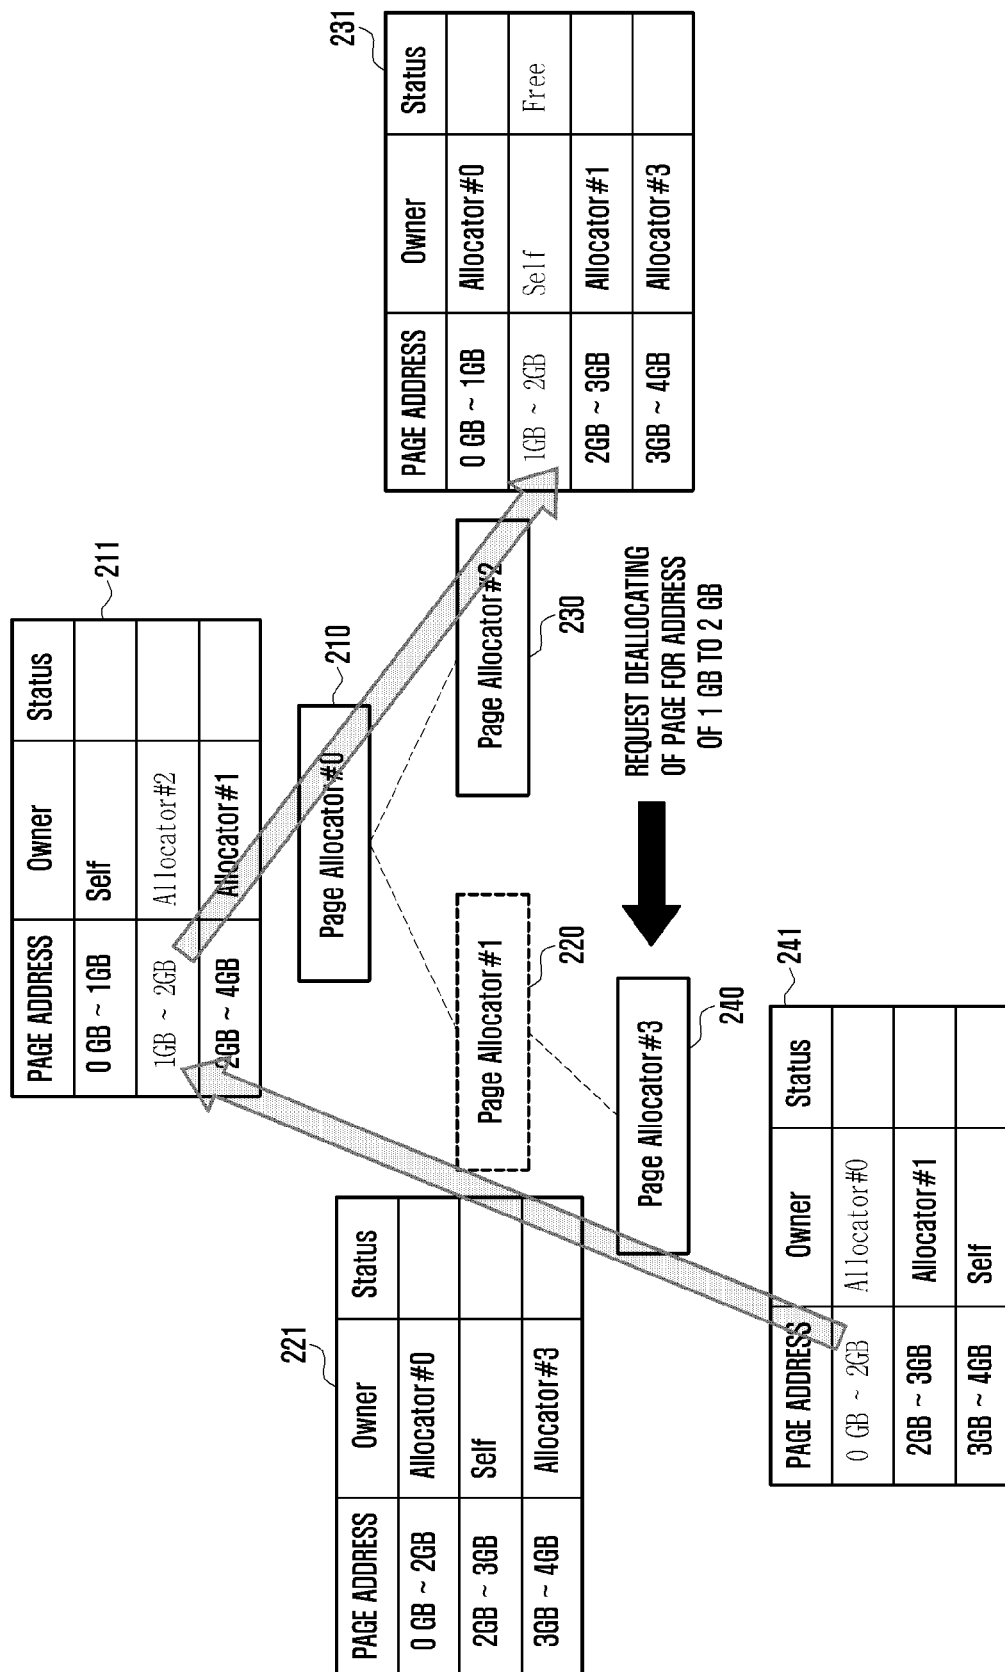 211
PAGE ADDRESS Owner Status
0 GB ~ 1GB Self
1GB ~ 2GB Allocator#2
2GB ~ 4GB Allocator#1
210
Page Allocator#0
221
PAGE ADDRESS Owner Status
0 GB ~ 2GB Allocator#0
2GB ~ 3GB Self
3GB ~ 4GB Allocator#3
Page Allocator#1
220
Page Allocator#2
230
231
PAGE ADDRESS Owner Status
0 GB ~ 1GB Allocator#0
1GB ~ 2GB Self Free
2GB ~ 3GB Allocator#1
3GB ~ 4GB Allocator#3
Page Allocator#3
240
REQUEST DEALLOCATING
OF PAGE FOR ADDRESS
OF 1 GB TO 2 GB
241
PAGE ADDRESS Owner Status
0 GB ~ 2GB Allocator#0
2GB ~ 3GB Allocator#1
3GB ~ 4GB Self